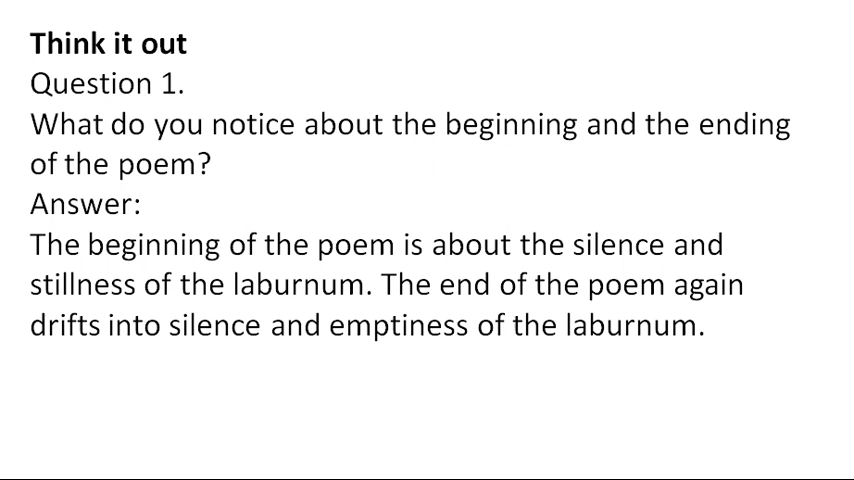 Think it out
Question 1.
What do you notice about the beginning and the ending
of the poem?
Answer:
The beginning of the poem is about the silence and
stillness of the laburnum. The end of the poem again
drifts into silence and emptiness of the laburnum.